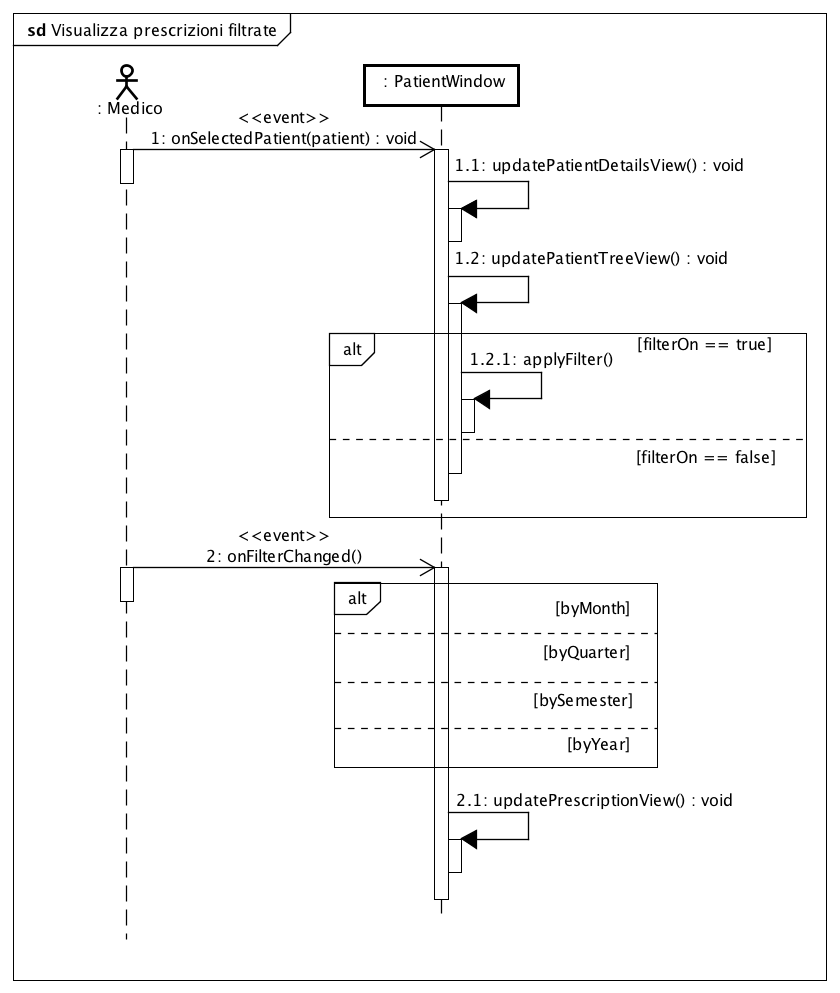 sd Visualizza prescrizioni filtrate
: Medico
: PatientWindow
<<event>>
1: onSelectedPatient(patient) : void
1.1: updatePatientDetailsView() : void
1.2: updatePatientTreeView() : void
alt
[filterOn == true]
1.2.1: applyFilter()
[filterOn == false]
<<event>>
2: onFilterChanged()
alt
[byMonth]
[byQuarter]
[bySemester]
[byYear]
2.1: updatePrescriptionView() : void